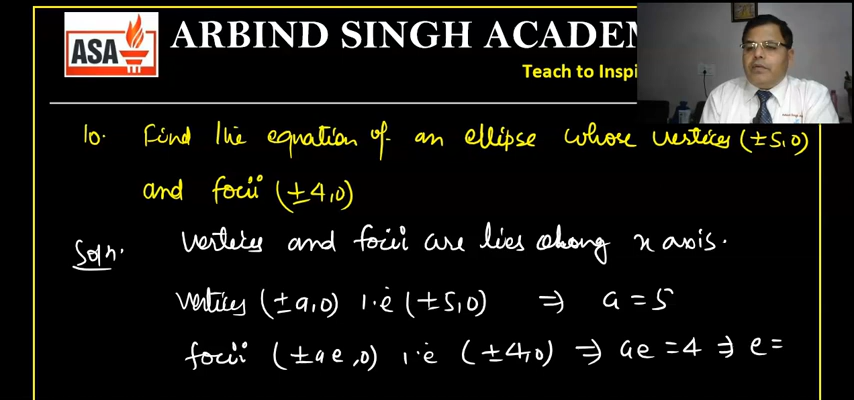 ASA
ARBIND SINGH ACADEM
Teach to Inspi
10. Find the equation of an ellipse whose vertices (±5,0)
and focii (±4,0)
Soln. vertices and focii are lies along x axis.
vertices (±a,0) i.e (±5,0) ⇒ a = 5
focii (±ae,0) i.e (±4,0) ⇒ ae = 4 ⇒ e =